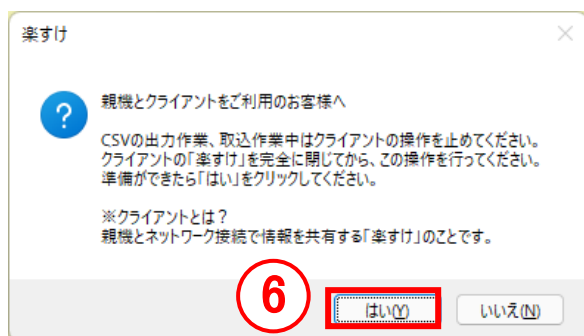 楽すけ
親機とクライアントをご利用のお客様へ
CSVの出力作業、取込作業中はクライアントの操作を止めてください。
クライアントの「楽すけ」を完全に閉じてから、この操作を行ってください。
準備ができたら「はい」をクリックしてください。
※クライアントとは？
親機とネットワーク接続で情報を共有する「楽すけ」のことです。
⑥
はい(Y)
いいえ(N)